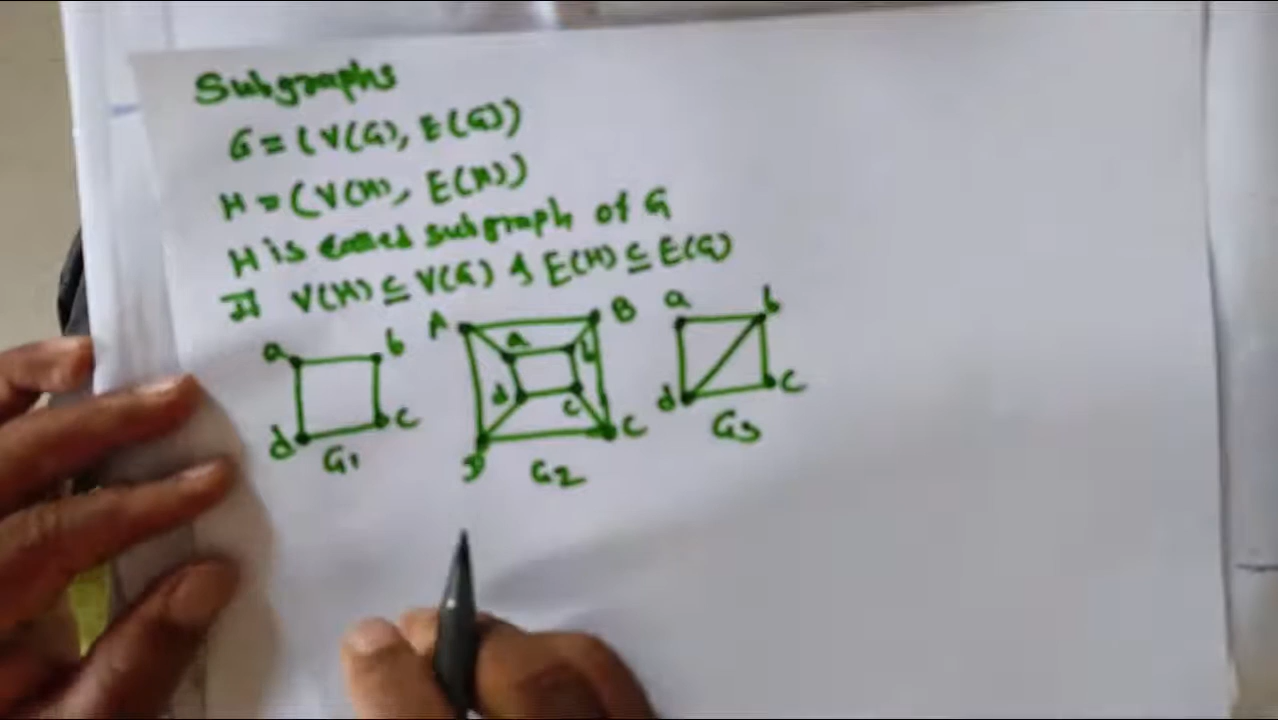 Subgraphs
G = (V(G), E(G))
H = (V(H), E(H))
H is called subgraph of G
If V(H) ⊆ V(G) & E(H) ⊆ E(G)
a b d c G1
A B a b d c D C G2
a b d c G3